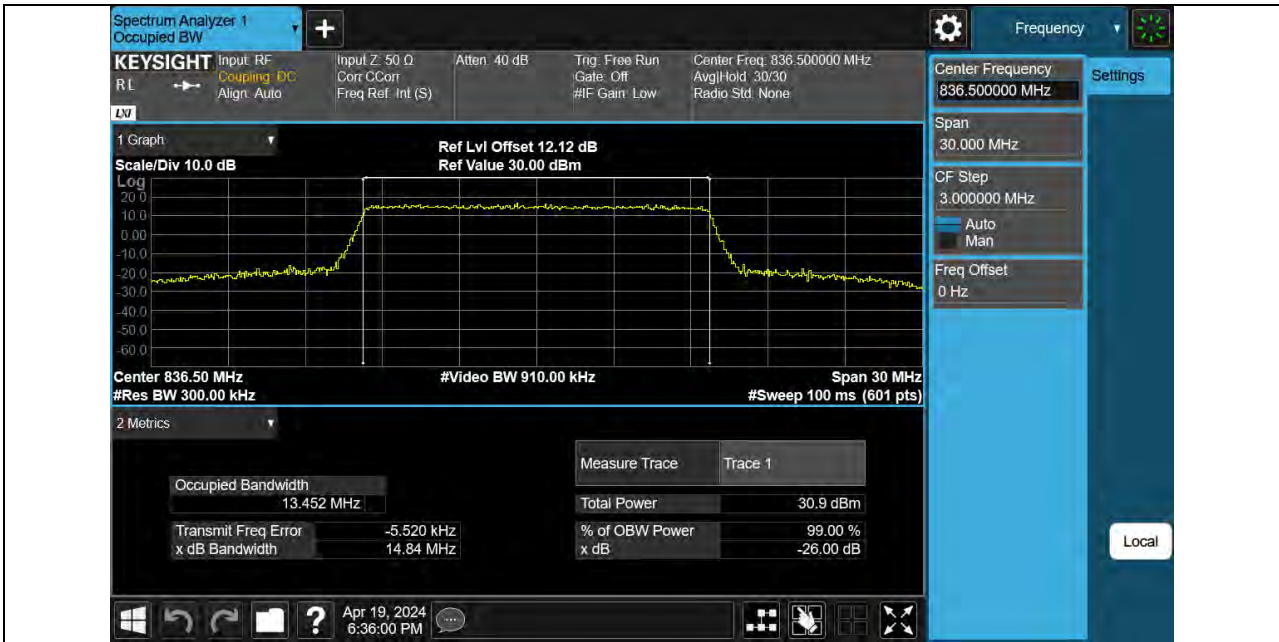 Spectrum Analyzer 1
Occupied BW
+
Frequency
KEYSIGHT
RL
LXI
Input: RF
Coupling: DC
Align: Auto
Input Z: 50 Ω
Corr CCorr
Freq Ref: Int (S)
Atten: 40 dB
Trig: Free Run
Gate: Off
#IF Gain: Low
Center Freq: 836.500000 MHz
Avg|Hold: 30/30
Radio Std: None
Center Frequency
836.500000 MHz
Settings
Span
30.000 MHz
CF Step
3.000000 MHz
Auto
Man
Freq Offset
0 Hz
Local
1 Graph
Scale/Div 10.0 dB
Ref Lvl Offset 12.12 dB
Ref Value 30.00 dBm
Log
20.0
10.0
0.00
-10.0
-20.0
-30.0
-40.0
-50.0
-60.0
Center 836.50 MHz
#Video BW 910.00 kHz
Span 30 MHz
#Res BW 300.00 kHz
#Sweep 100 ms (601 pts)
2 Metrics
Measure Trace Trace 1
Occupied Bandwidth
13.452 MHz
Total Power 30.9 dBm
Transmit Freq Error -5.520 kHz
% of OBW Power 99.00 %
x dB Bandwidth 14.84 MHz
x dB -26.00 dB
?
Apr 19, 2024
6:36:00 PM